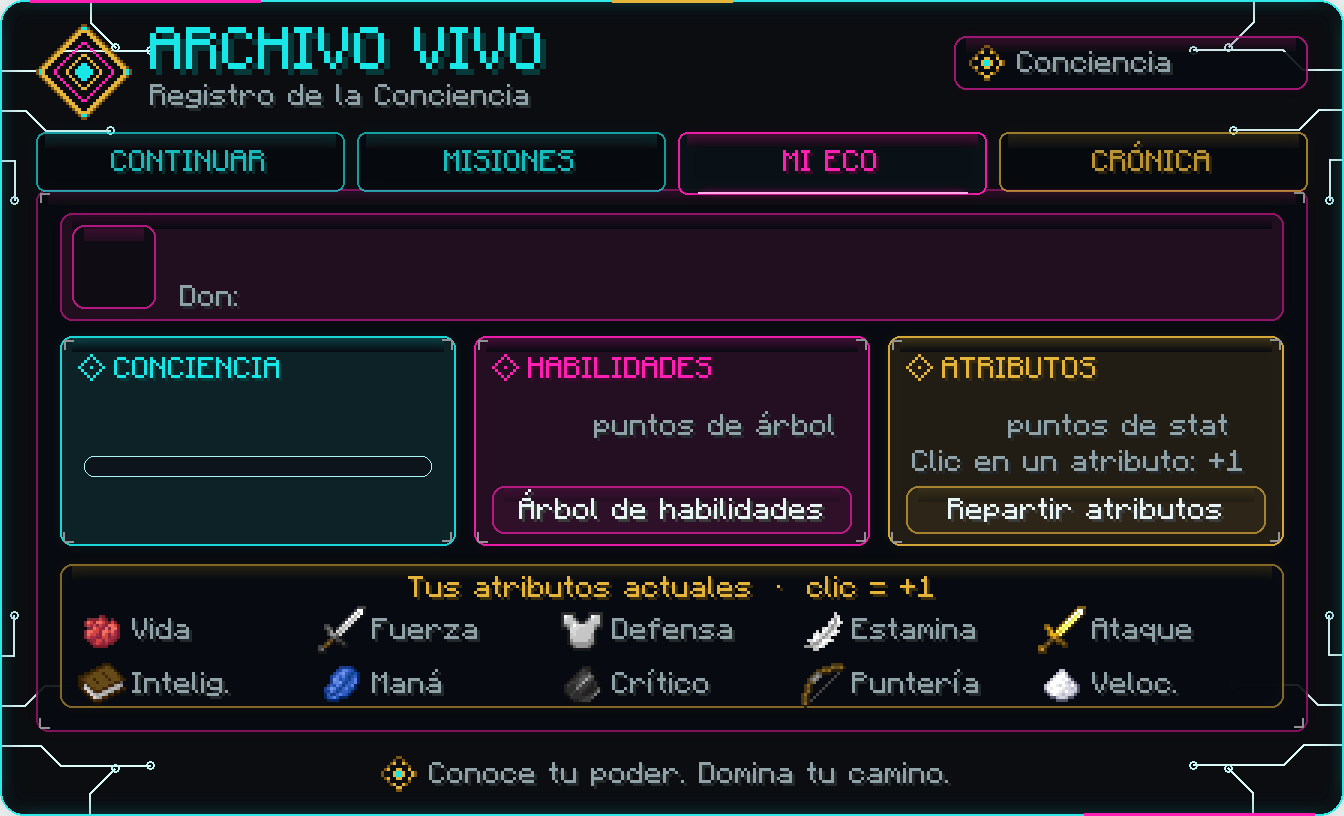 ARCHIVO VIVO
Registro de la Conciencia
Conciencia
CONTINUAR
MISIONES
MI ECO
CRÓNICA
Don:
CONCIENCIA
HABILIDADES
puntos de árbol
Árbol de habilidades
ATRIBUTOS
puntos de stat
Clic en un atributo: +1
Repartir atributos
Tus atributos actuales · clic = +1
Vida
Fuerza
Defensa
Estamina
Ataque
Intelig.
Maná
Crítico
Puntería
Veloc.
Conoce tu poder. Domina tu camino.